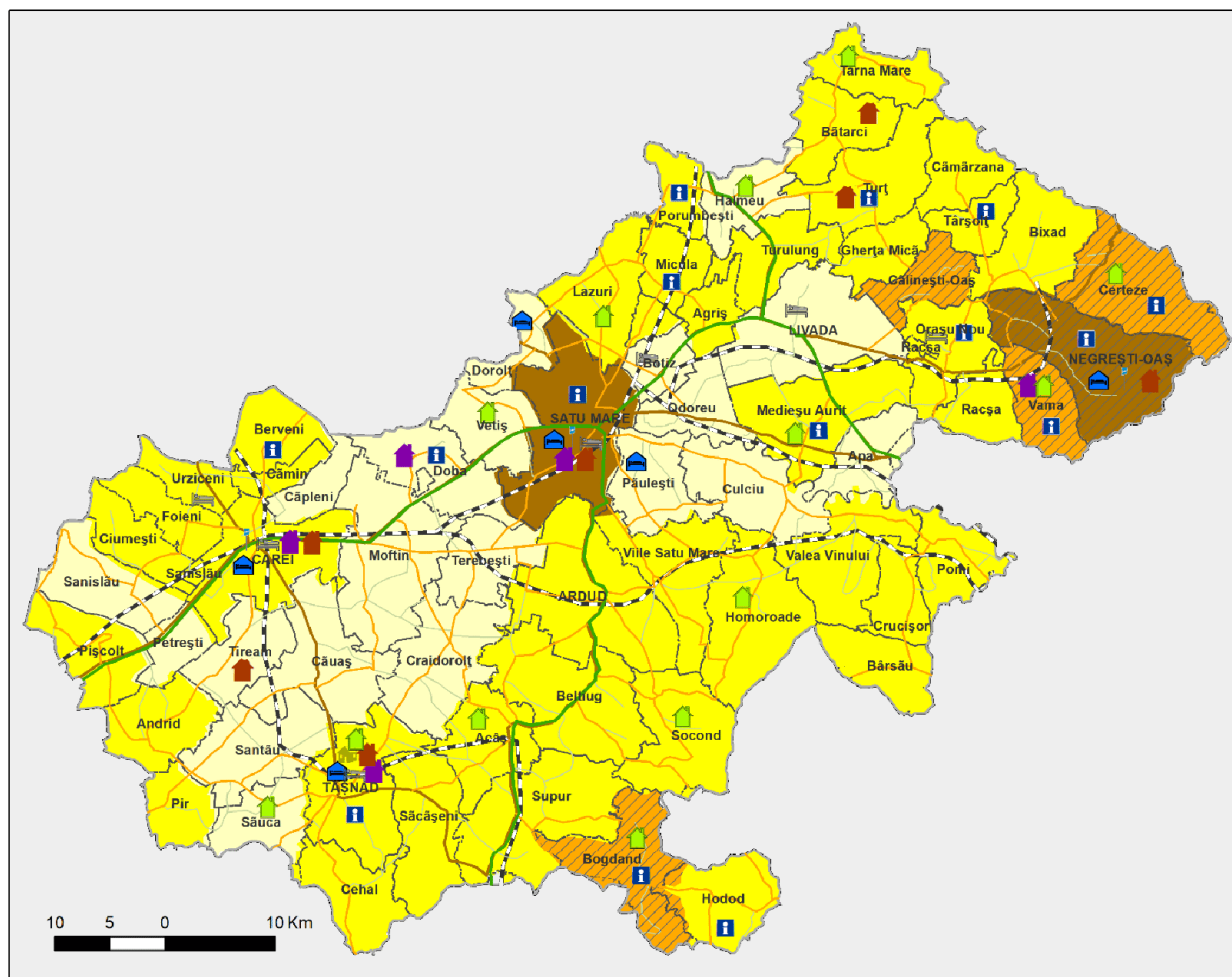 Tarna Mare
Bătarci
Cămărzana
Turț
Halmeu
Porumbești
Târșolț
Bixad
Turulung
Gherța Mică
Micula
Călinești-Oaș
Certeze
Lazuri
Agriș
LIVADA
Orașu Nou
Racșa
NEGREȘTI-OAȘ
Botiz
Dorolț
Vama
SATU MARE
Odoreu
Medieșu Aurit
Racșa
Vetiș
Berveni
Apa
Doba
Urziceni
Cămin
Păulești
Culciu
Căpleni
Foieni
Ciumești
CAREI
Moftin
Viile Satu Mare
Valea Vinului
Terebești
Pomi
Sanislău
Sanislău
ARDUD
Homoroade
Crucișor
Petrești
Pișcolt
Tiream
Căuaș
Craidorolț
Bârsău
Belhug
Andrid
Acâș
Socond
Santău
TĂȘNAD
Supur
Pir
Săuca
Săcășeni
Bogdand
Cehal
Hodod
10 5 0 10 Km